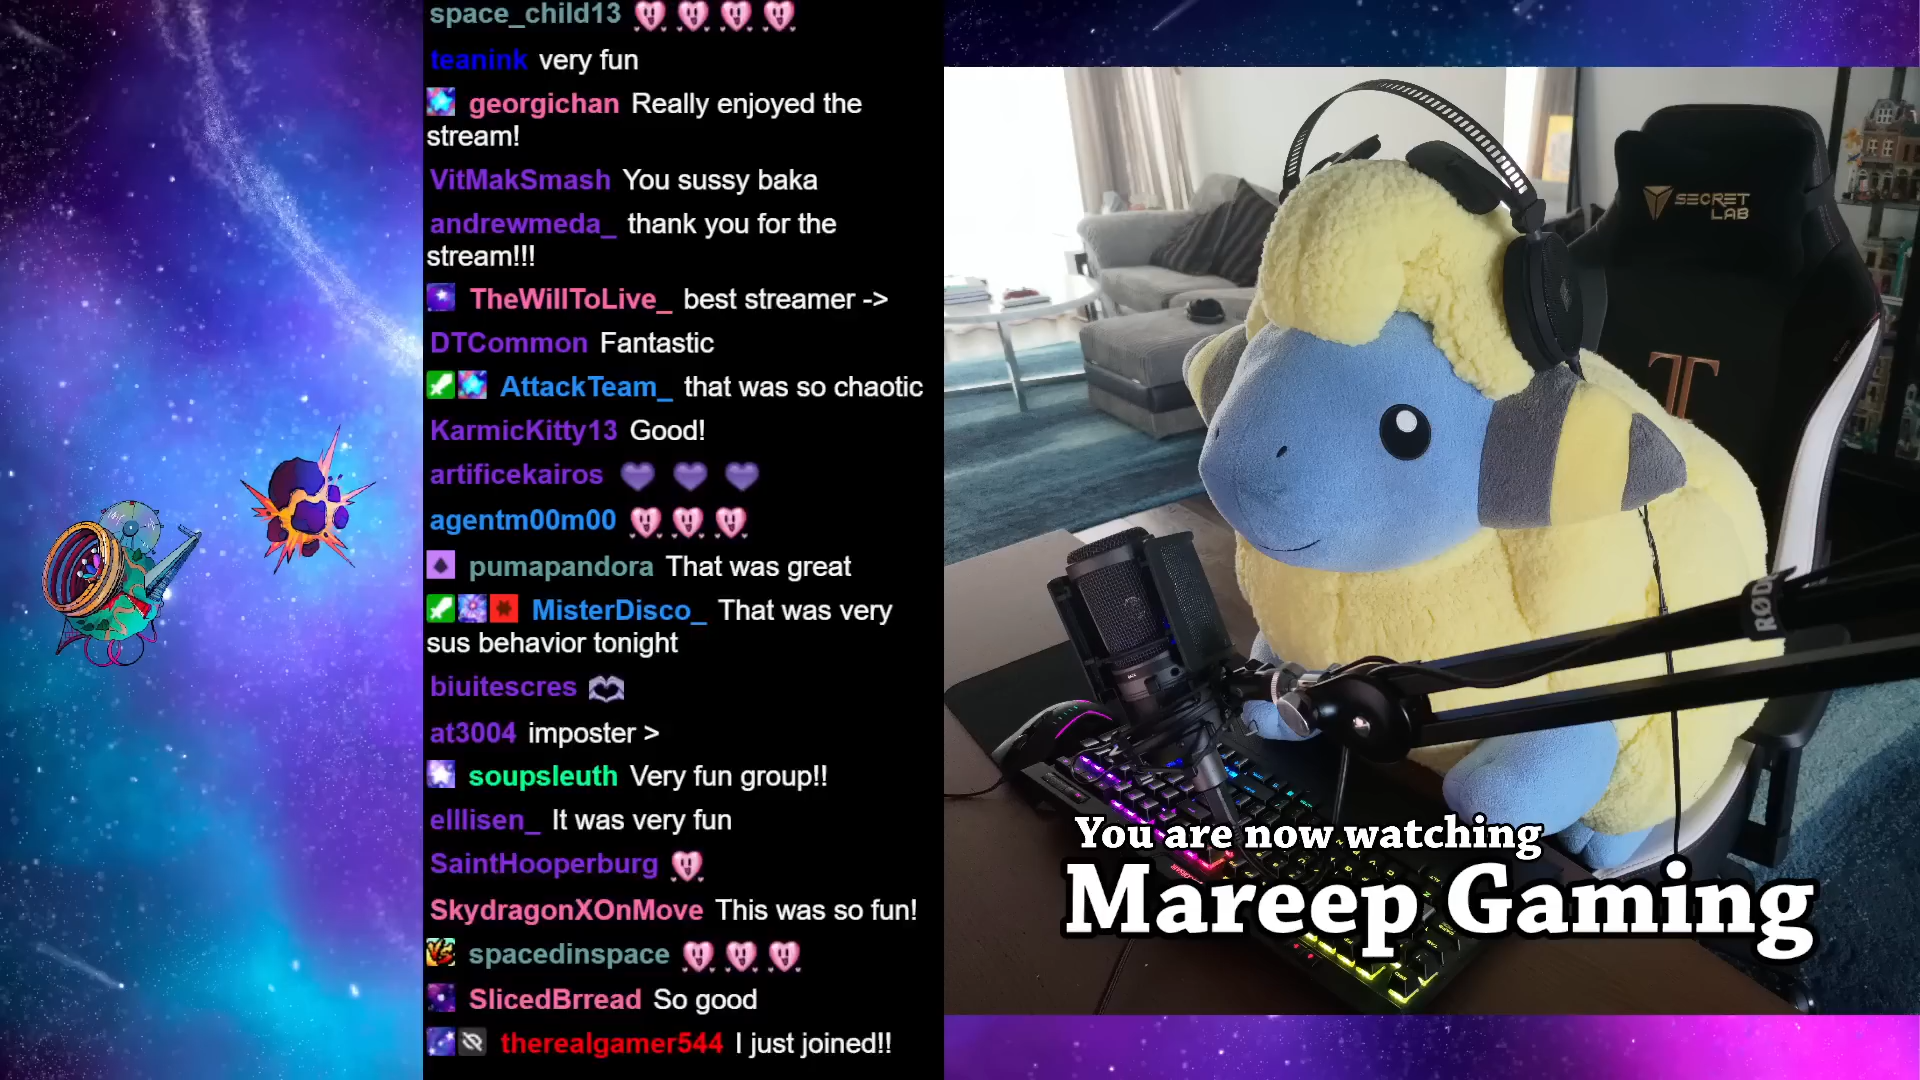 space_child13
teanink very fun
georgichan Really enjoyed the
stream!
VitMakSmash You sussy baka
andrewmeda_ thank you for the
stream!!!
TheWillToLive_ best streamer ->
DTCommon Fantastic
AttackTeam_ that was so chaotic
KarmicKitty13 Good!
artificekairos
agentm00m00
pumapandora That was great
MisterDisco_ That was very
sus behavior tonight
biuitescres
at3004 imposter >
soupsleuth Very fun group!!
elllisen_ It was very fun
SaintHooperburg
SkydragonXOnMove This was so fun!
spacedinspace
SlicedBrread So good
therealgamer544 I just joined!!
SECRET
LAB
RØDE
You are now watching
Mareep Gaming